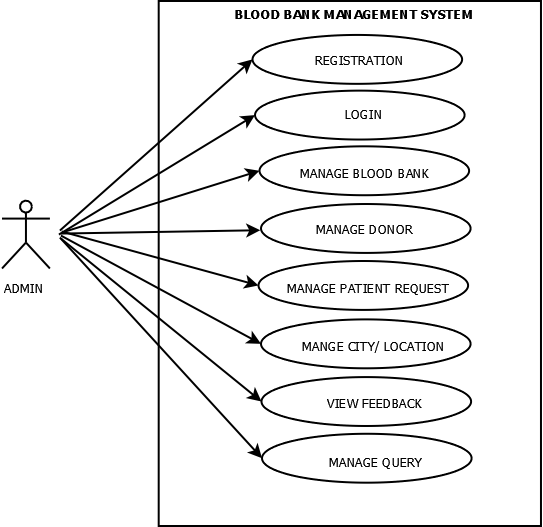 BLOOD BANK MANAGEMENT SYSTEM
REGISTRATION
LOGIN
MANAGE BLOOD BANK
MANAGE DONOR
ADMIN
MANAGE PATIENT REQUEST
MANGE CITY/ LOCATION
VIEW FEEDBACK
MANAGE QUERY